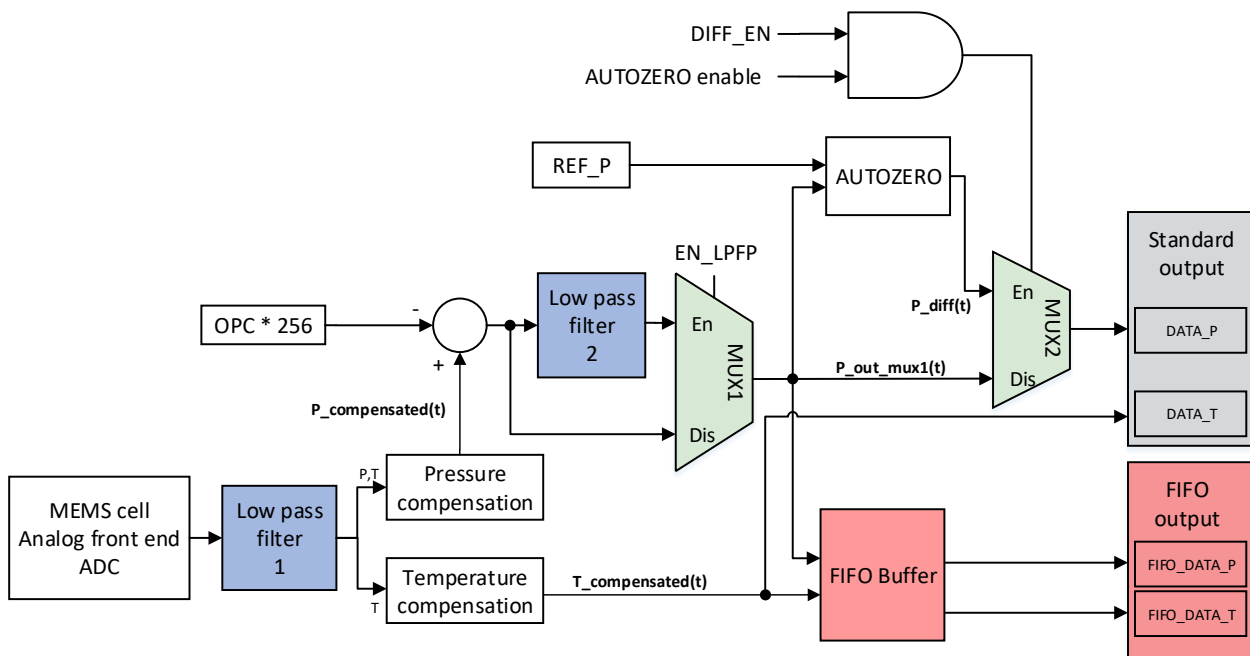 DIFF_EN
AUTOZERO enable
REF_P
AUTOZERO
Standard
output
EN_LPFP
Low pass
filter
2
En
MUX1
Dis
P_diff(t)
En
MUX2
Dis
DATA_P
OPC * 256
-
+
P_out_mux1(t)
P_compensated(t)
DATA_T
MEMS cell
Analog front end
ADC
Low pass
filter
1
P,T
Pressure
compensation
T
Temperature
compensation
T_compensated(t)
FIFO Buffer
FIFO
output
FIFO_DATA_P
FIFO_DATA_T